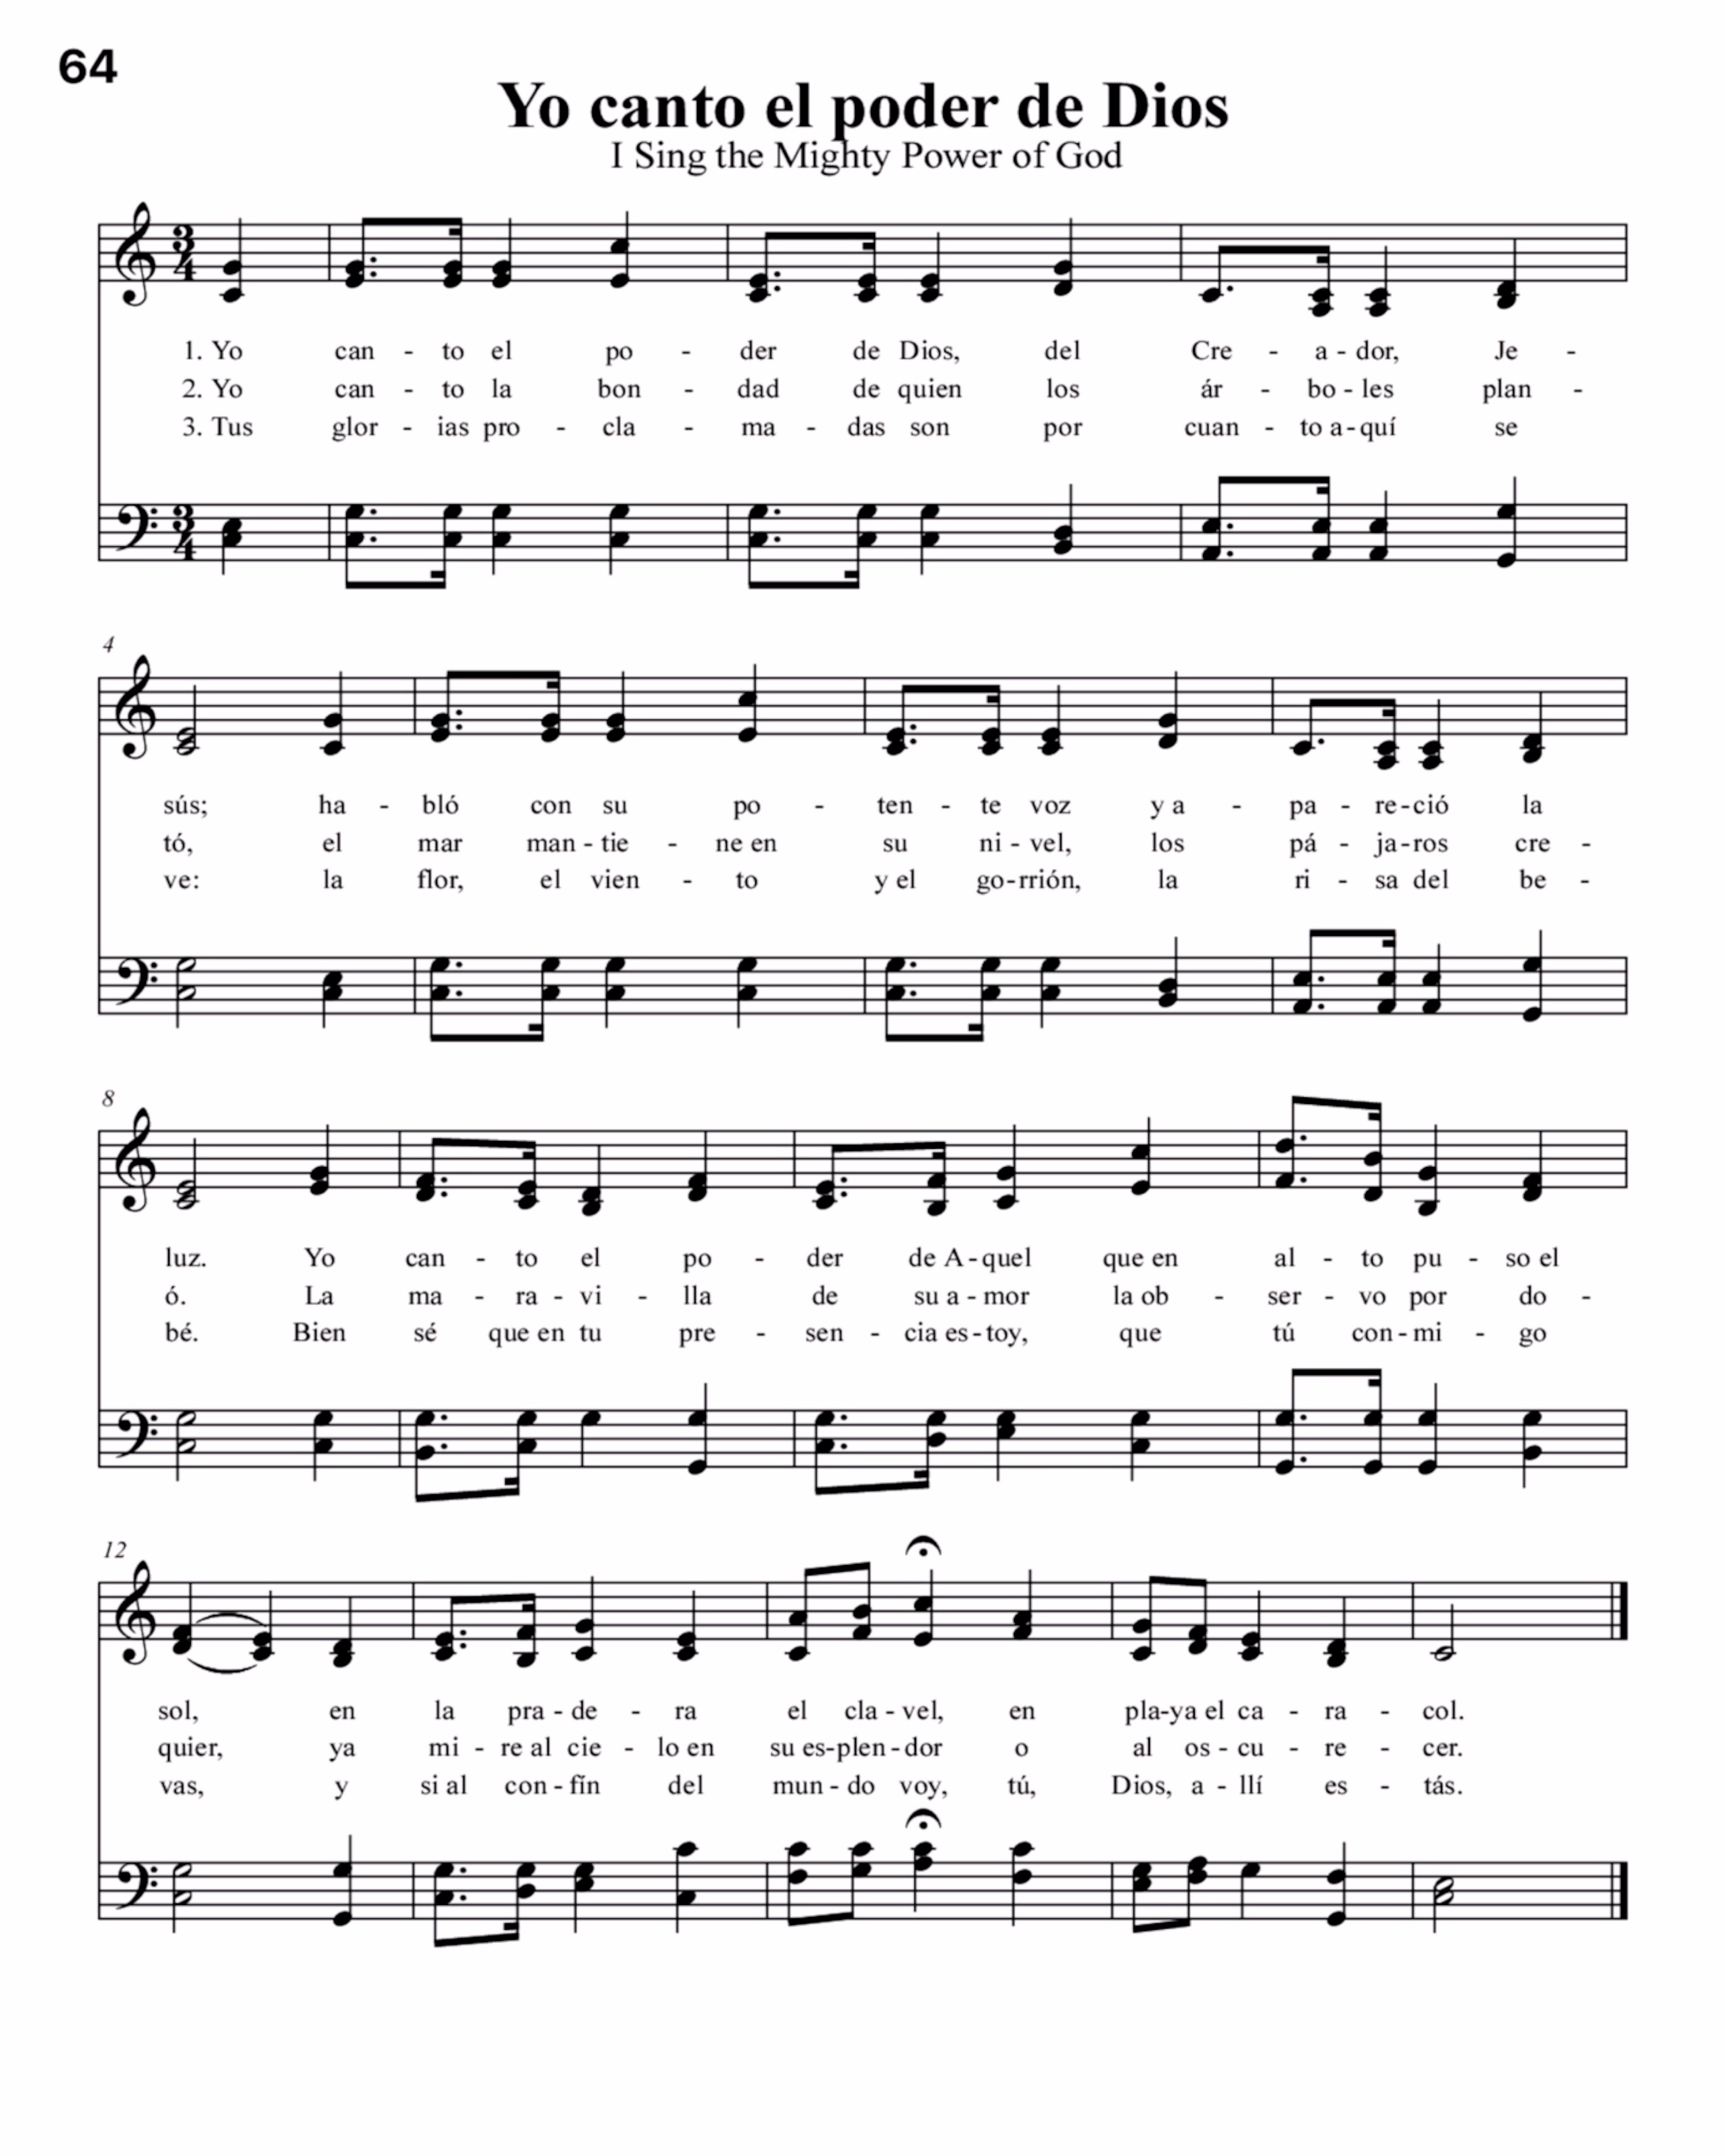 64
Yo canto el poder de Dios
I Sing the Mighty Power of God
3 4
1. Yo can - to el po - der de Dios, del Cre - a - dor, Je -
2. Yo can - to la bon - dad de quien los ár - bo - les plan -
3. Tus glor - ias pro - cla - ma - das son por cuan - to a - quí se
3 4
4
sús; ha - bló con su po - ten - te voz y a - pa - re - ció la
tó, el mar man - tie - ne en su ni - vel, los pá - ja - ros cre -
ve: la flor, el vien - to y el go - rrión, la ri - sa del be -
8
luz. Yo can - to el po - der de A - quel que en al - to pu - so el
ó. La ma - ra - vi - lla de su a - mor la ob - ser - vo por do -
bé. Bien sé que en tu pre - sen - cia es - toy, que tú con - mi - go
12
sol, en la pra - de - ra el cla - vel, en pla - ya el ca - ra - col.
quier, ya mi - re al cie - lo en su es - plen - dor o al os - cu - re - cer.
vas, y si al con - fín del mun - do voy, tú, Dios, a - llí es - tás.